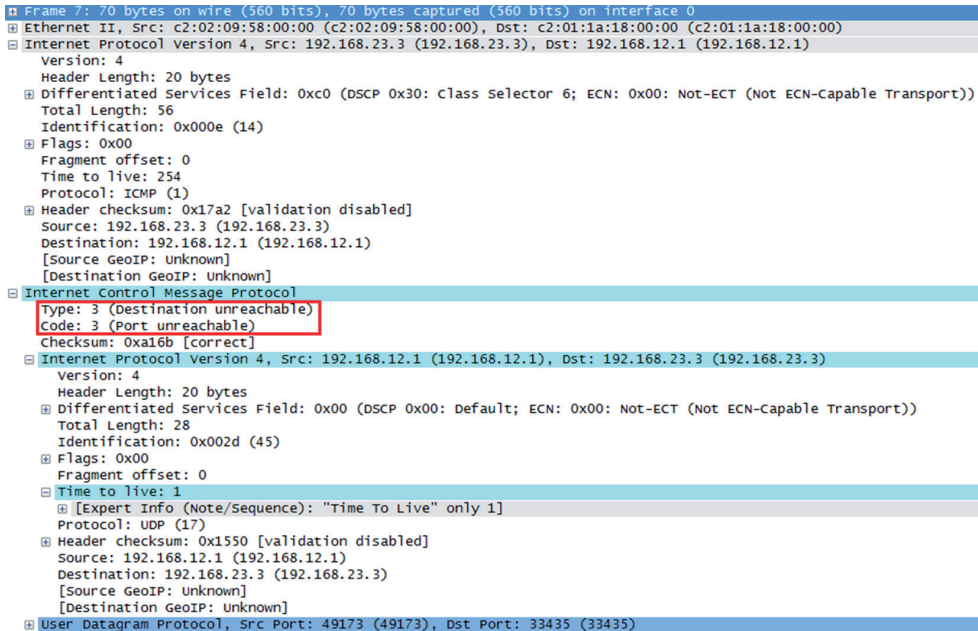 Frame 7: 70 bytes on wire (560 bits), 70 bytes captured (560 bits) on interface 0
Ethernet II, Src: c2:02:09:58:00:00 (c2:02:09:58:00:00), Dst: c2:01:1a:18:00:00 (c2:01:1a:18:00:00)
Internet Protocol Version 4, Src: 192.168.23.3 (192.168.23.3), Dst: 192.168.12.1 (192.168.12.1)
Version: 4
Header Length: 20 bytes
Differentiated Services Field: 0xc0 (DSCP 0x30: Class Selector 6; ECN: 0x00: Not-ECT (Not ECN-Capable Transport))
Total Length: 56
Identification: 0x000e (14)
Flags: 0x00
Fragment offset: 0
Time to live: 254
Protocol: ICMP (1)
Header checksum: 0x17a2 [validation disabled]
Source: 192.168.23.3 (192.168.23.3)
Destination: 192.168.12.1 (192.168.12.1)
[Source GeoIP: Unknown]
[Destination GeoIP: Unknown]
Internet Control Message Protocol
Type: 3 (Destination unreachable)
Code: 3 (Port unreachable)
Checksum: 0xa16b [correct]
Internet Protocol Version 4, Src: 192.168.12.1 (192.168.12.1), Dst: 192.168.23.3 (192.168.23.3)
Version: 4
Header Length: 20 bytes
Differentiated Services Field: 0x00 (DSCP 0x00: Default; ECN: 0x00: Not-ECT (Not ECN-Capable Transport))
Total Length: 28
Identification: 0x002d (45)
Flags: 0x00
Fragment offset: 0
Time to live: 1
[Expert Info (Note/Sequence): "Time To Live" only 1]
Protocol: UDP (17)
Header checksum: 0x1550 [validation disabled]
Source: 192.168.12.1 (192.168.12.1)
Destination: 192.168.23.3 (192.168.23.3)
[Source GeoIP: Unknown]
[Destination GeoIP: Unknown]
User Datagram Protocol, Src Port: 49173 (49173), Dst Port: 33435 (33435)